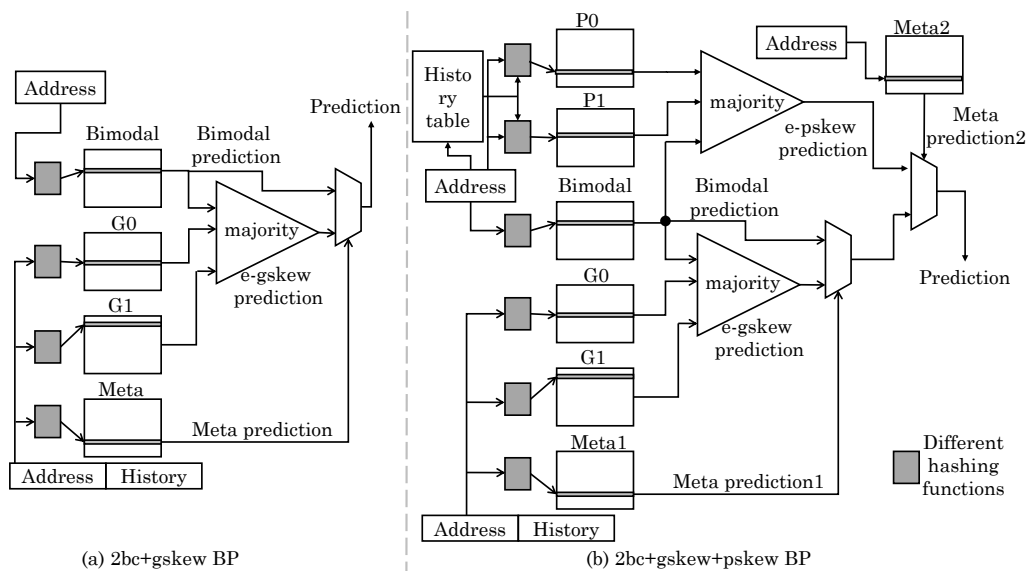 Address
Prediction
Bimodal
Bimodal
prediction
G0
majority
e-gskew
prediction
G1
Meta
Meta prediction
Address
History
(a) 2bc+gskew BP
P0
Meta2
Address
Histo
ry
table
P1
majority
e-pskew
prediction
Meta
prediction2
Address
Bimodal
Bimodal
prediction
G0
majority
e-gskew
prediction
Prediction
G1
Meta1
Meta prediction1
Different
hashing
functions
Address
History
(b) 2bc+gskew+pskew BP